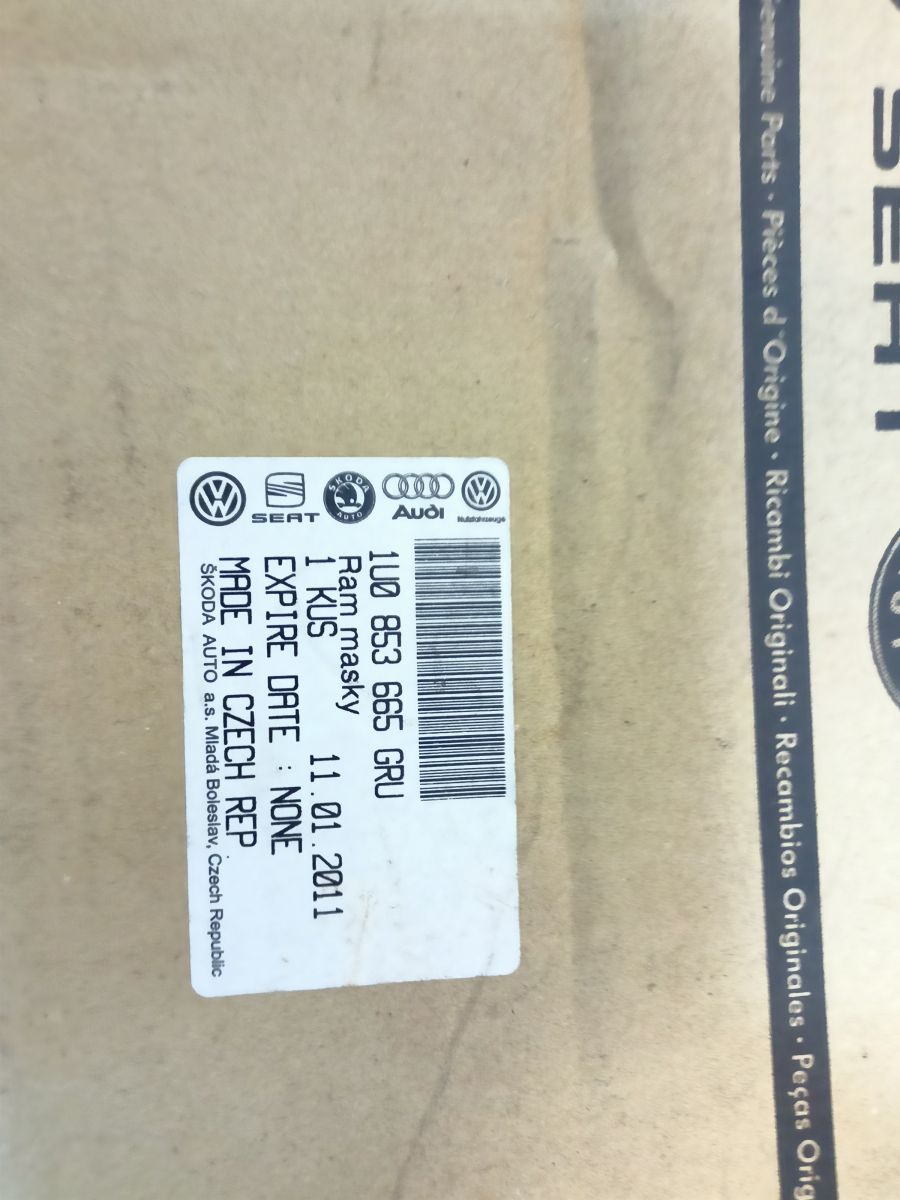 SEAT
Genuine Parts · Pièces d'Origine · Ricambi Originali · Recambios Originales · Peças Orig
1U0 853 665 GRU
Ram masky
1 KUS 11.01.2011
EXPIRE DATE : NONE
MADE IN CZECH REP.
ŠKODA AUTO a.s. Mladá Boleslav, Czech Republic
SEAT
ŠKODA AUTO
Audi
Nutzfahrzeuge